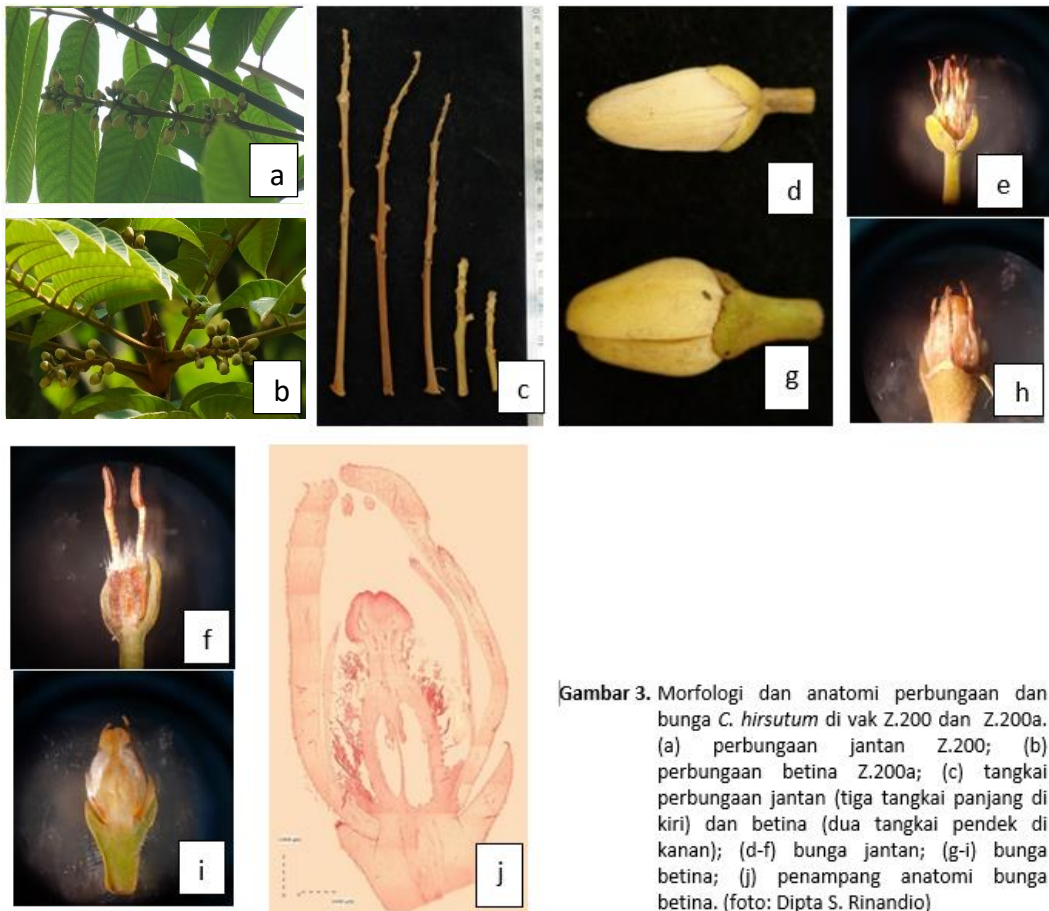 a
b
c
d
e
g
h
f
i
j
Gambar 3. Morfologi dan anatomi perbungaan dan
bunga C. hirsutum di vak Z.200 dan Z.200a.
(a) perbungaan jantan Z.200; (b)
perbungaan betina Z.200a; (c) tangkai
perbungaan jantan (tiga tangkai panjang di
kiri) dan betina (dua tangkai pendek di
kanan); (d-f) bunga jantan; (g-i) bunga
betina; (j) penampang anatomi bunga
betina. (foto: Dipta S. Rinandio)